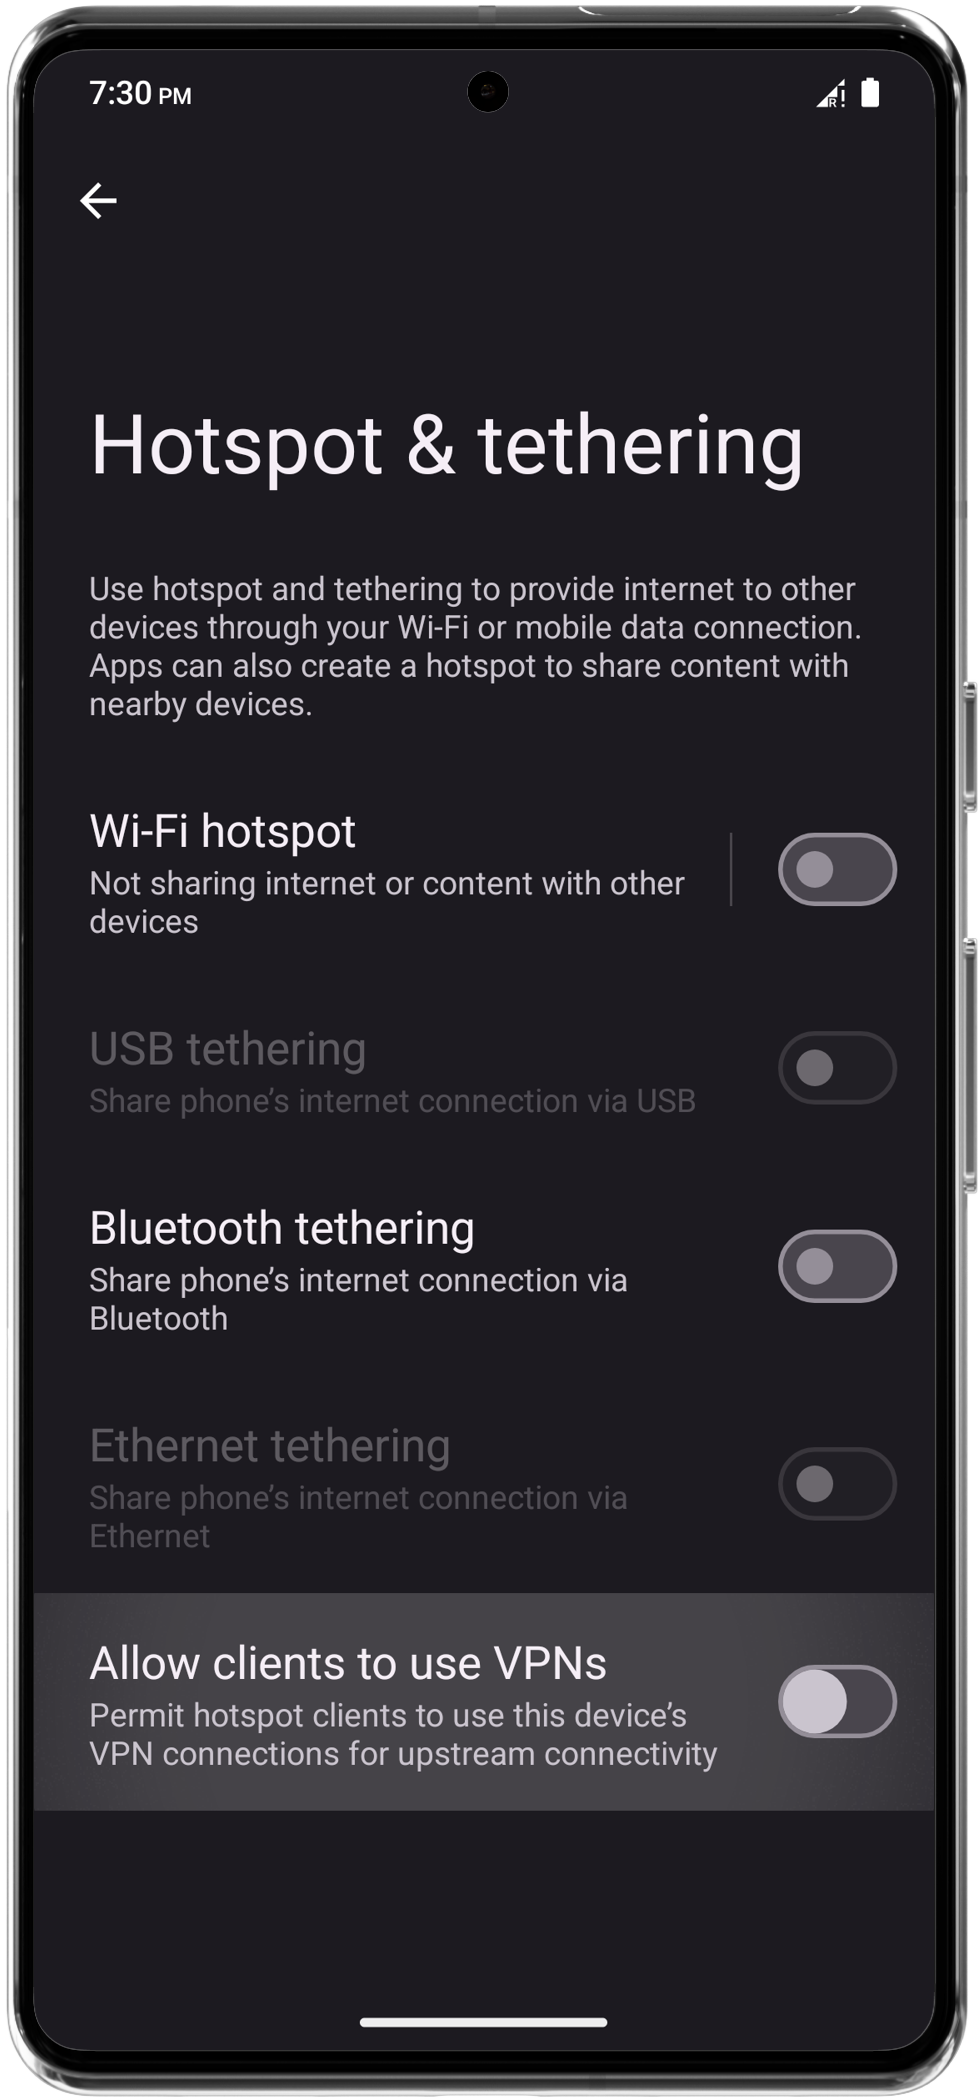 7:30 PM
R
Hotspot & tethering
Use hotspot and tethering to provide internet to other
devices through your Wi-Fi or mobile data connection.
Apps can also create a hotspot to share content with
nearby devices.
Wi-Fi hotspot
Not sharing internet or content with other
devices
USB tethering
Share phone’s internet connection via USB
Bluetooth tethering
Share phone’s internet connection via
Bluetooth
Ethernet tethering
Share phone’s internet connection via
Ethernet
Allow clients to use VPNs
Permit hotspot clients to use this device’s
VPN connections for upstream connectivity